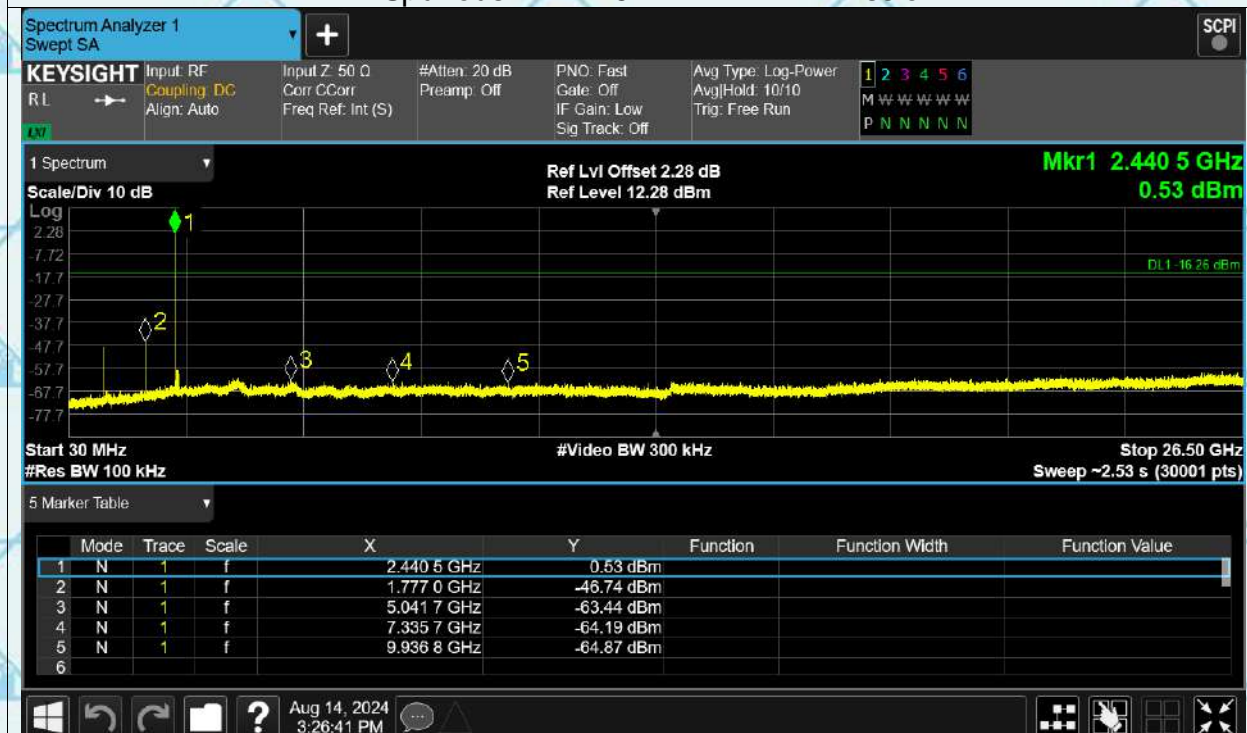 Spectrum Analyzer 1
Swept SA
+
SCPI
KEYSIGHT
RL
LXI
Input: RF
Coupling: DC
Align: Auto
Input Z: 50 Ω
Corr CCorr
Freq Ref: Int (S)
#Atten: 20 dB
Preamp: Off
PNO: Fast
Gate: Off
IF Gain: Low
Sig Track: Off
Avg Type: Log-Power
Avg|Hold: 10/10
Trig: Free Run
1 2 3 4 5 6
M W W W W W
P N N N N N
1 Spectrum
Ref Lvl Offset 2.28 dB
Mkr1 2.440 5 GHz
Scale/Div 10 dB
Ref Level 12.28 dBm
0.53 dBm
Log
2.28
-7.72
-17.7
-27.7
-37.7
-47.7
-57.7
-67.7
-77.7
1
2
3
4
5
DL1 -16.26 dBm
Start 30 MHz
#Video BW 300 kHz
Stop 26.50 GHz
#Res BW 100 kHz
Sweep ~2.53 s (30001 pts)
5 Marker Table
Mode Trace Scale X Y Function Function Width Function Value
1 N 1 f 2.440 5 GHz 0.53 dBm
2 N 1 f 1.777 0 GHz -46.74 dBm
3 N 1 f 5.041 7 GHz -63.44 dBm
4 N 1 f 7.335 7 GHz -64.19 dBm
5 N 1 f 9.936 8 GHz -64.87 dBm
6
?
Aug 14, 2024
3:26:41 PM